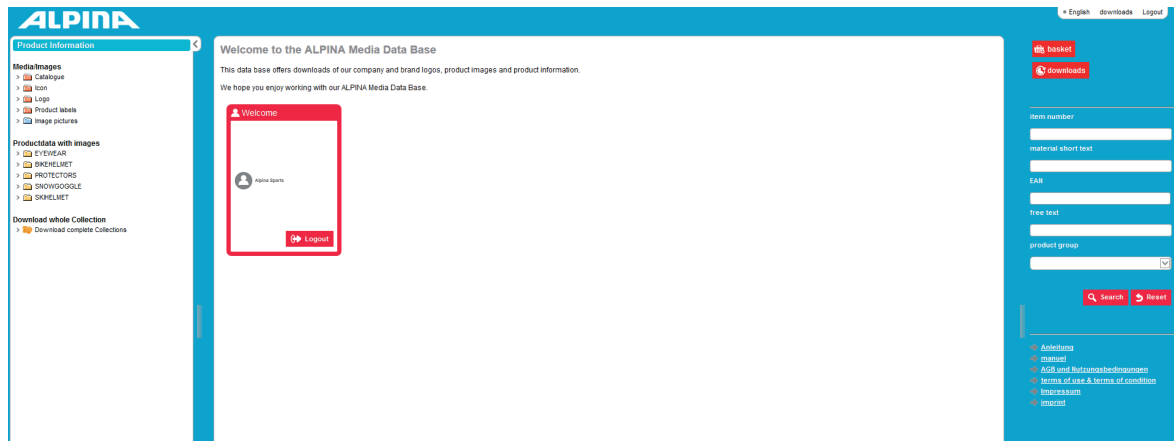 ALPINA
English downloads Logout
Product Information
Media/Images
Catalogue
Icon
Logo
Product labels
Image pictures
Productdata with images
EYEWEAR
BIKEHELMET
PROTECTORS
SNOWGOGGLE
SKIHELMET
Download whole Collection
Download complete Collections
Welcome to the ALPINA Media Data Base
This data base offers downloads of our company and brand logos, product images and product information.
We hope you enjoy working with our ALPINA Media Data Base.
Welcome
Alpina Sports
Logout
basket
downloads
item number
material short text
EAN
free text
product group
Search Reset
Anleitung
manuel
AGB und Nutzungsbedingungen
terms of use & terms of condition
Impressum
imprint